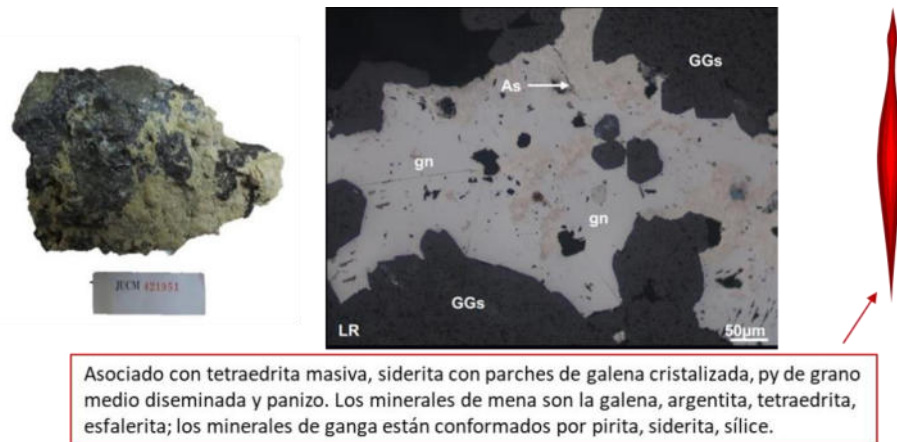 JUCM 421951
GGs
As
gn
gn
GGs
LR
50µm
Asociado con tetraedrita masiva, siderita con parches de galena cristalizada, py de grano
medio diseminada y panizo. Los minerales de mena son la galena, argentita, tetraedrita,
esfalerita; los minerales de ganga están conformados por pirita, siderita, sílice.